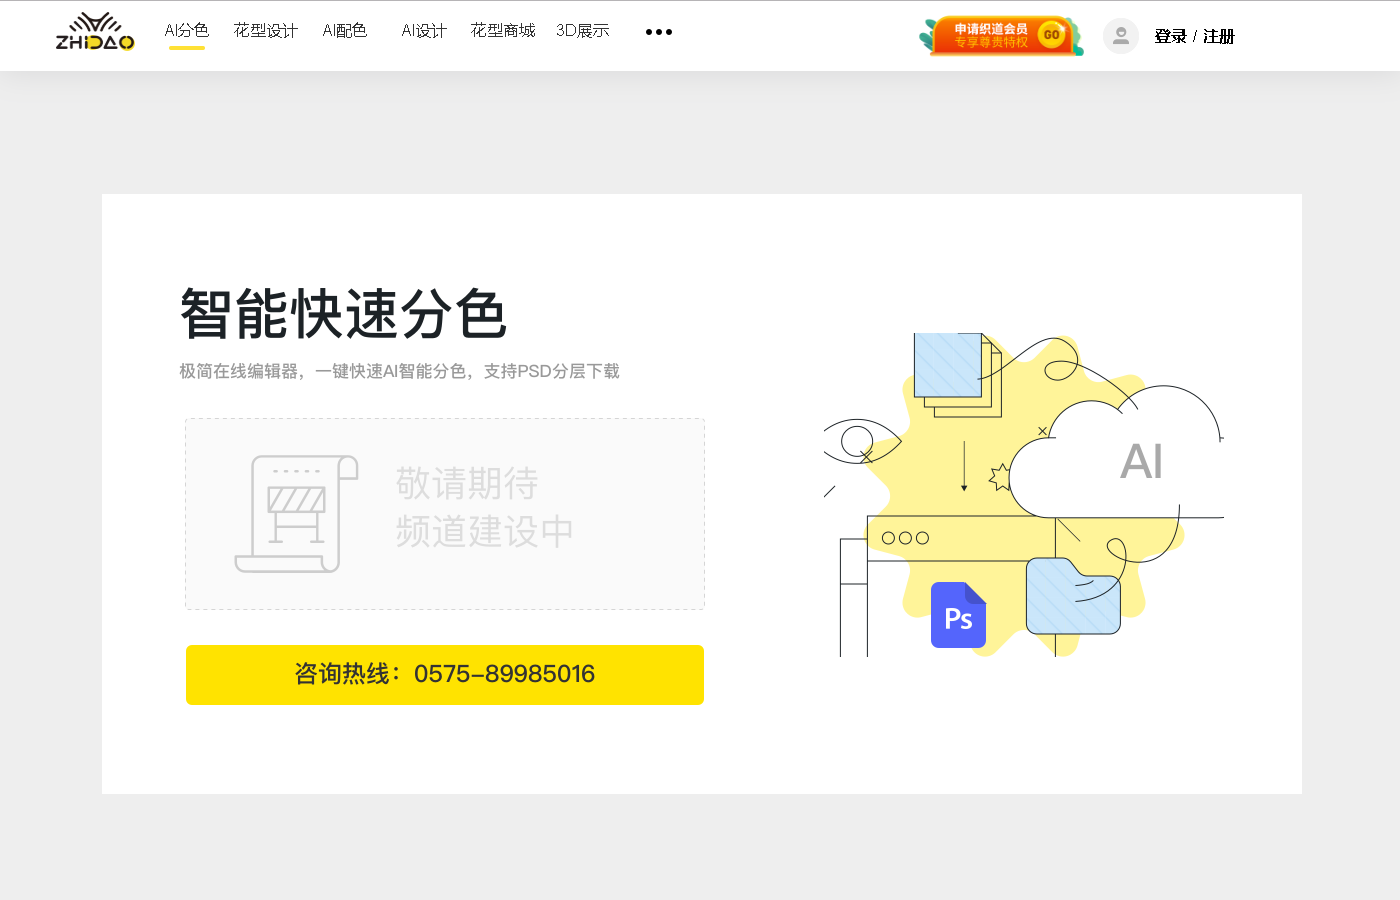 ZHIDAO
AI分色
花型设计
AI配色
AI设计
花型商城
3D展示
申请织道会员
专享尊贵特权
GO
登录 / 注册
智能快速分色
极简在线编辑器，一键快速AI智能分色，支持PSD分层下载
敬请期待
频道建设中
咨询热线：0575-89985016
AI
Ps